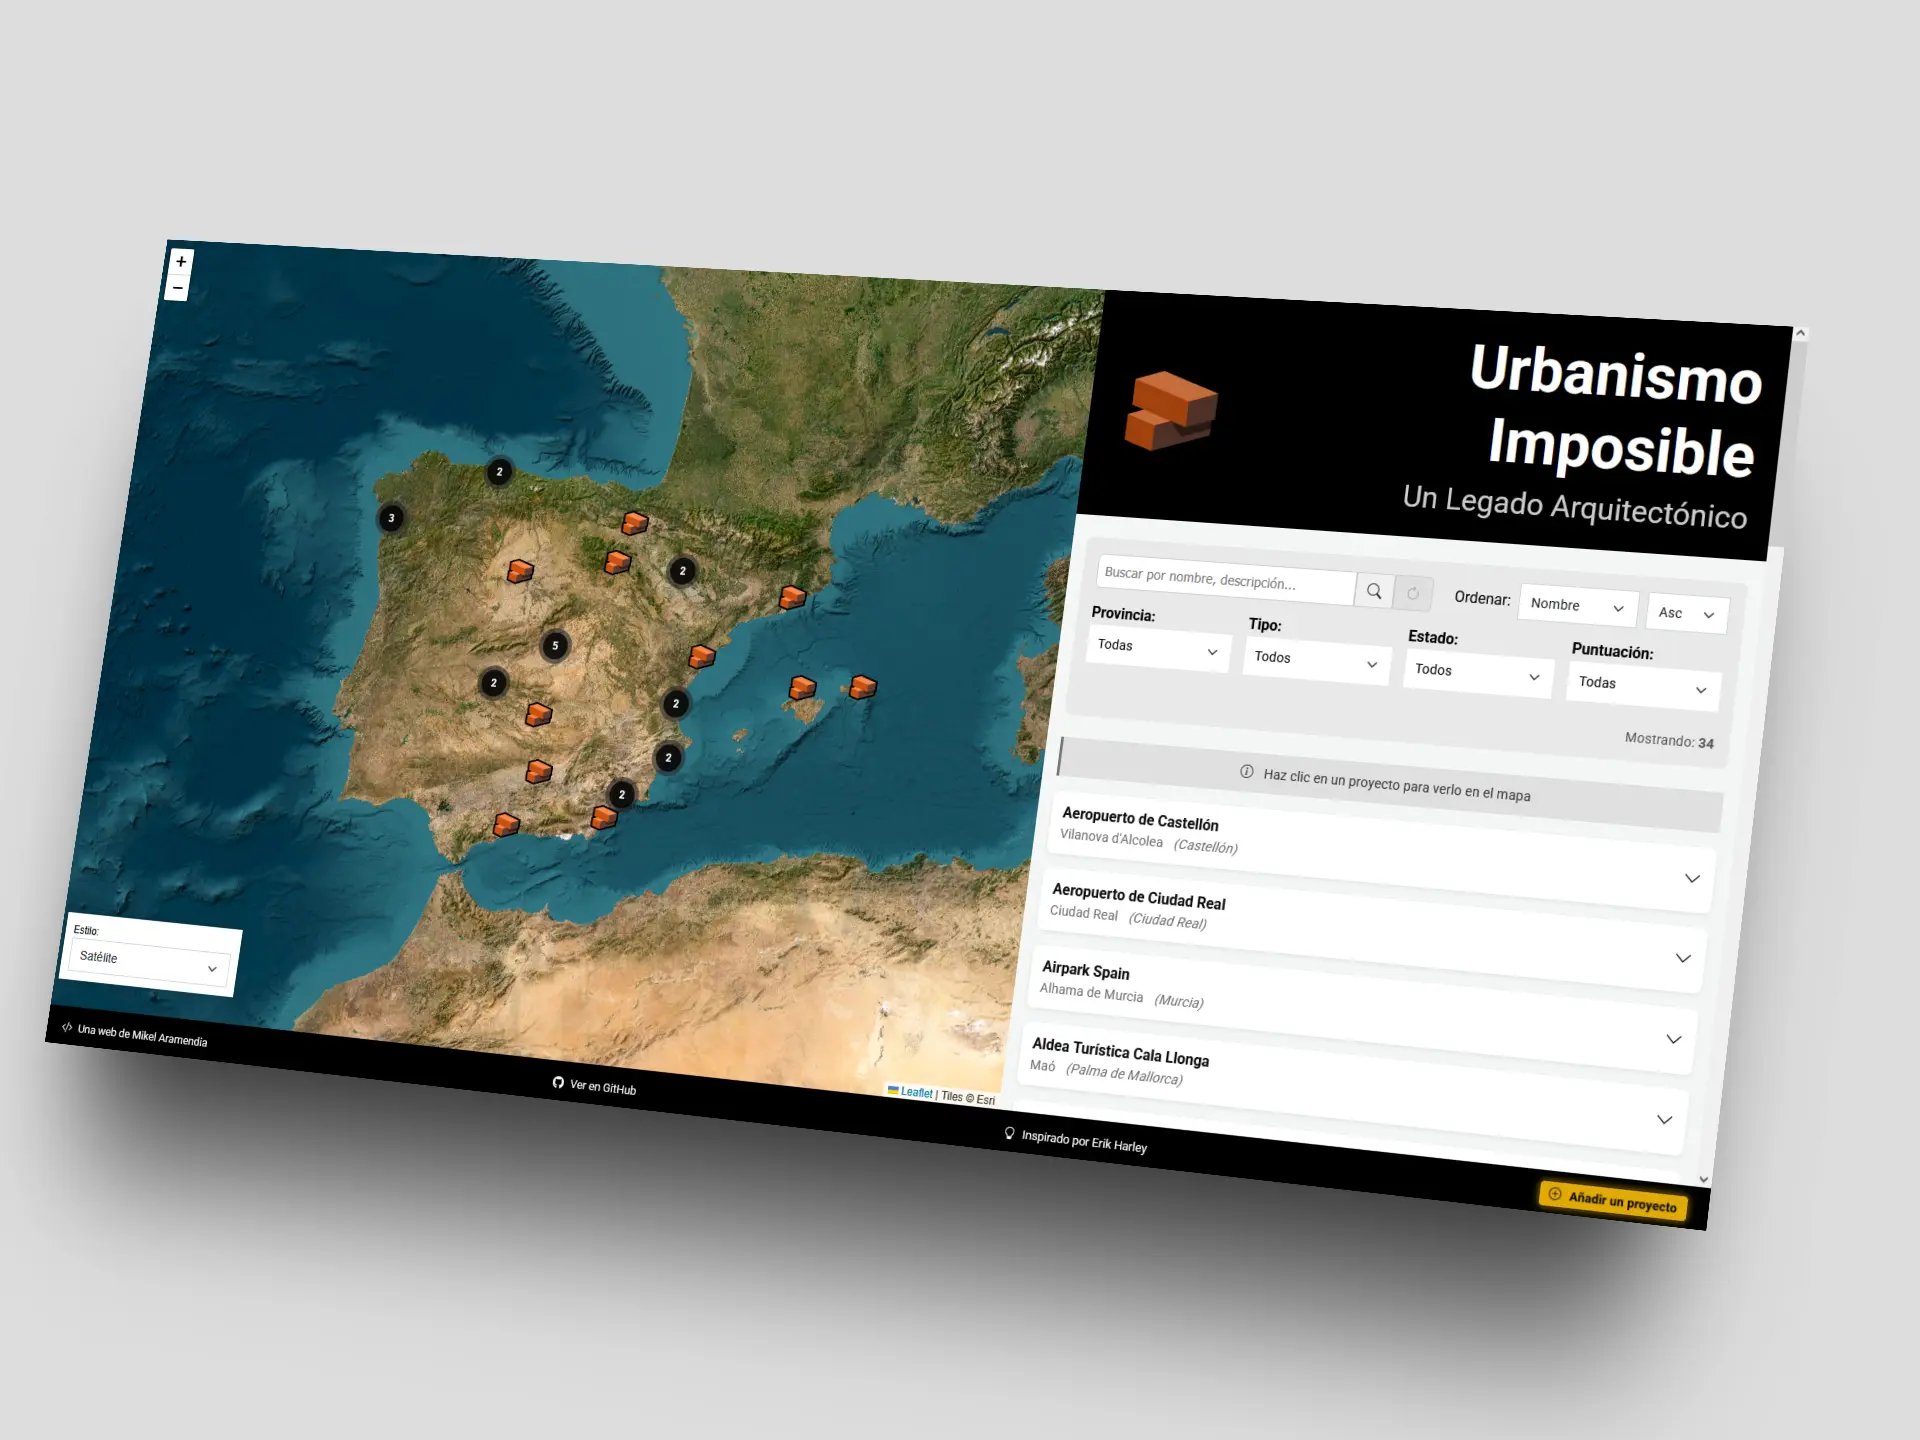 +
−
2
3
2
5
2
2
2
2
Estilo:
Satélite
Leaflet | Tiles © Esri
Urbanismo
Imposible
Un Legado Arquitectónico
Buscar por nombre, descripción...
Ordenar: Nombre Asc
Provincia: Tipo: Estado: Puntuación:
Todas Todos Todos Todas
Mostrando: 34
Haz clic en un proyecto para verlo en el mapa
Aeropuerto de Castellón
Vilanova d'Alcolea (Castellón)
Aeropuerto de Ciudad Real
Ciudad Real (Ciudad Real)
Airpark Spain
Alhama de Murcia (Murcia)
Aldea Turística Cala Llonga
Maó (Palma de Mallorca)
</> Una web de Mikel Aramendia
Ver en GitHub
Inspirado por Erik Harley
Añadir un proyecto